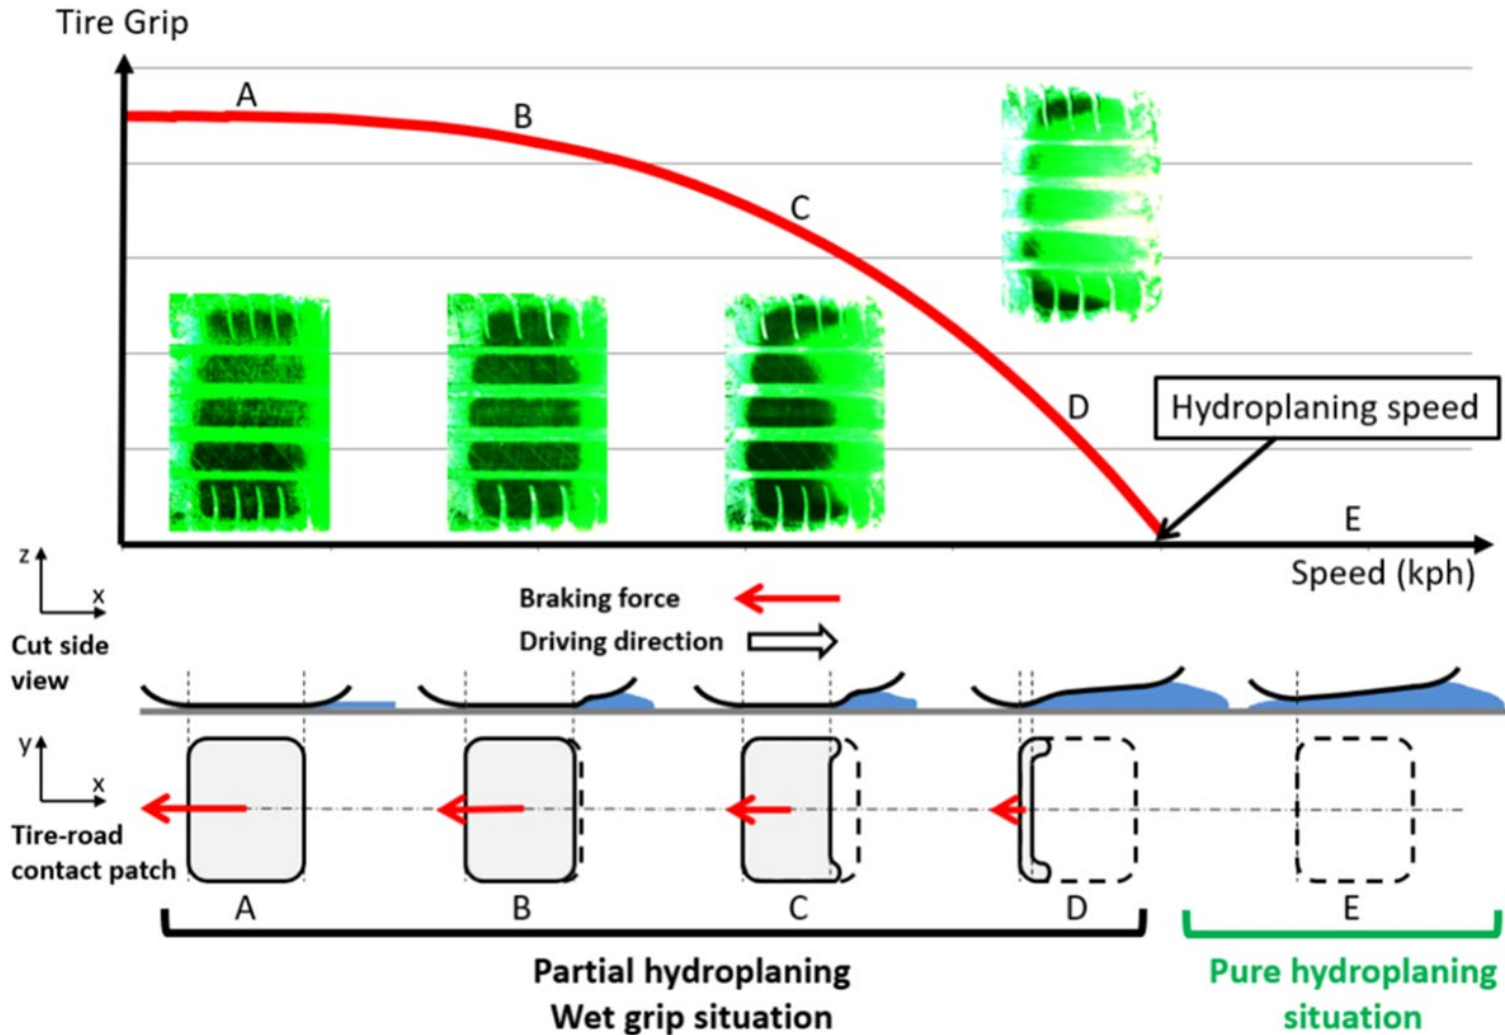 Tire Grip
A
B
C
D
Hydroplaning speed
E
Speed (kph)
z
x
Cut side
view
Braking force
Driving direction
y
x
Tire-road
contact patch
A
B
C
D
E
Partial hydroplaning
Wet grip situation
Pure hydroplaning
situation